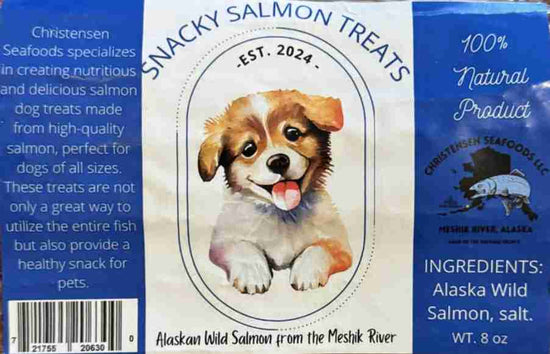 Christensen
Seafoods specializes
in creating nutritious
and delicious salmon
dog treats made
from high-quality
salmon, perfect for
dogs of all sizes.
These treats are not
only a great way to
utilize the entire fish
but also provide a
healthy snack for
pets.
7 21755 20630 0
SNACKY SALMON TREATS
-EST. 2024-
Alaskan Wild Salmon from the Meshik River
100%
Natural
Product
CHRISTENSEN SEAFOODS LLC
MESHIK RIVER, ALASKA
INGREDIENTS:
Alaska Wild
Salmon, salt.
WT. 8 oz